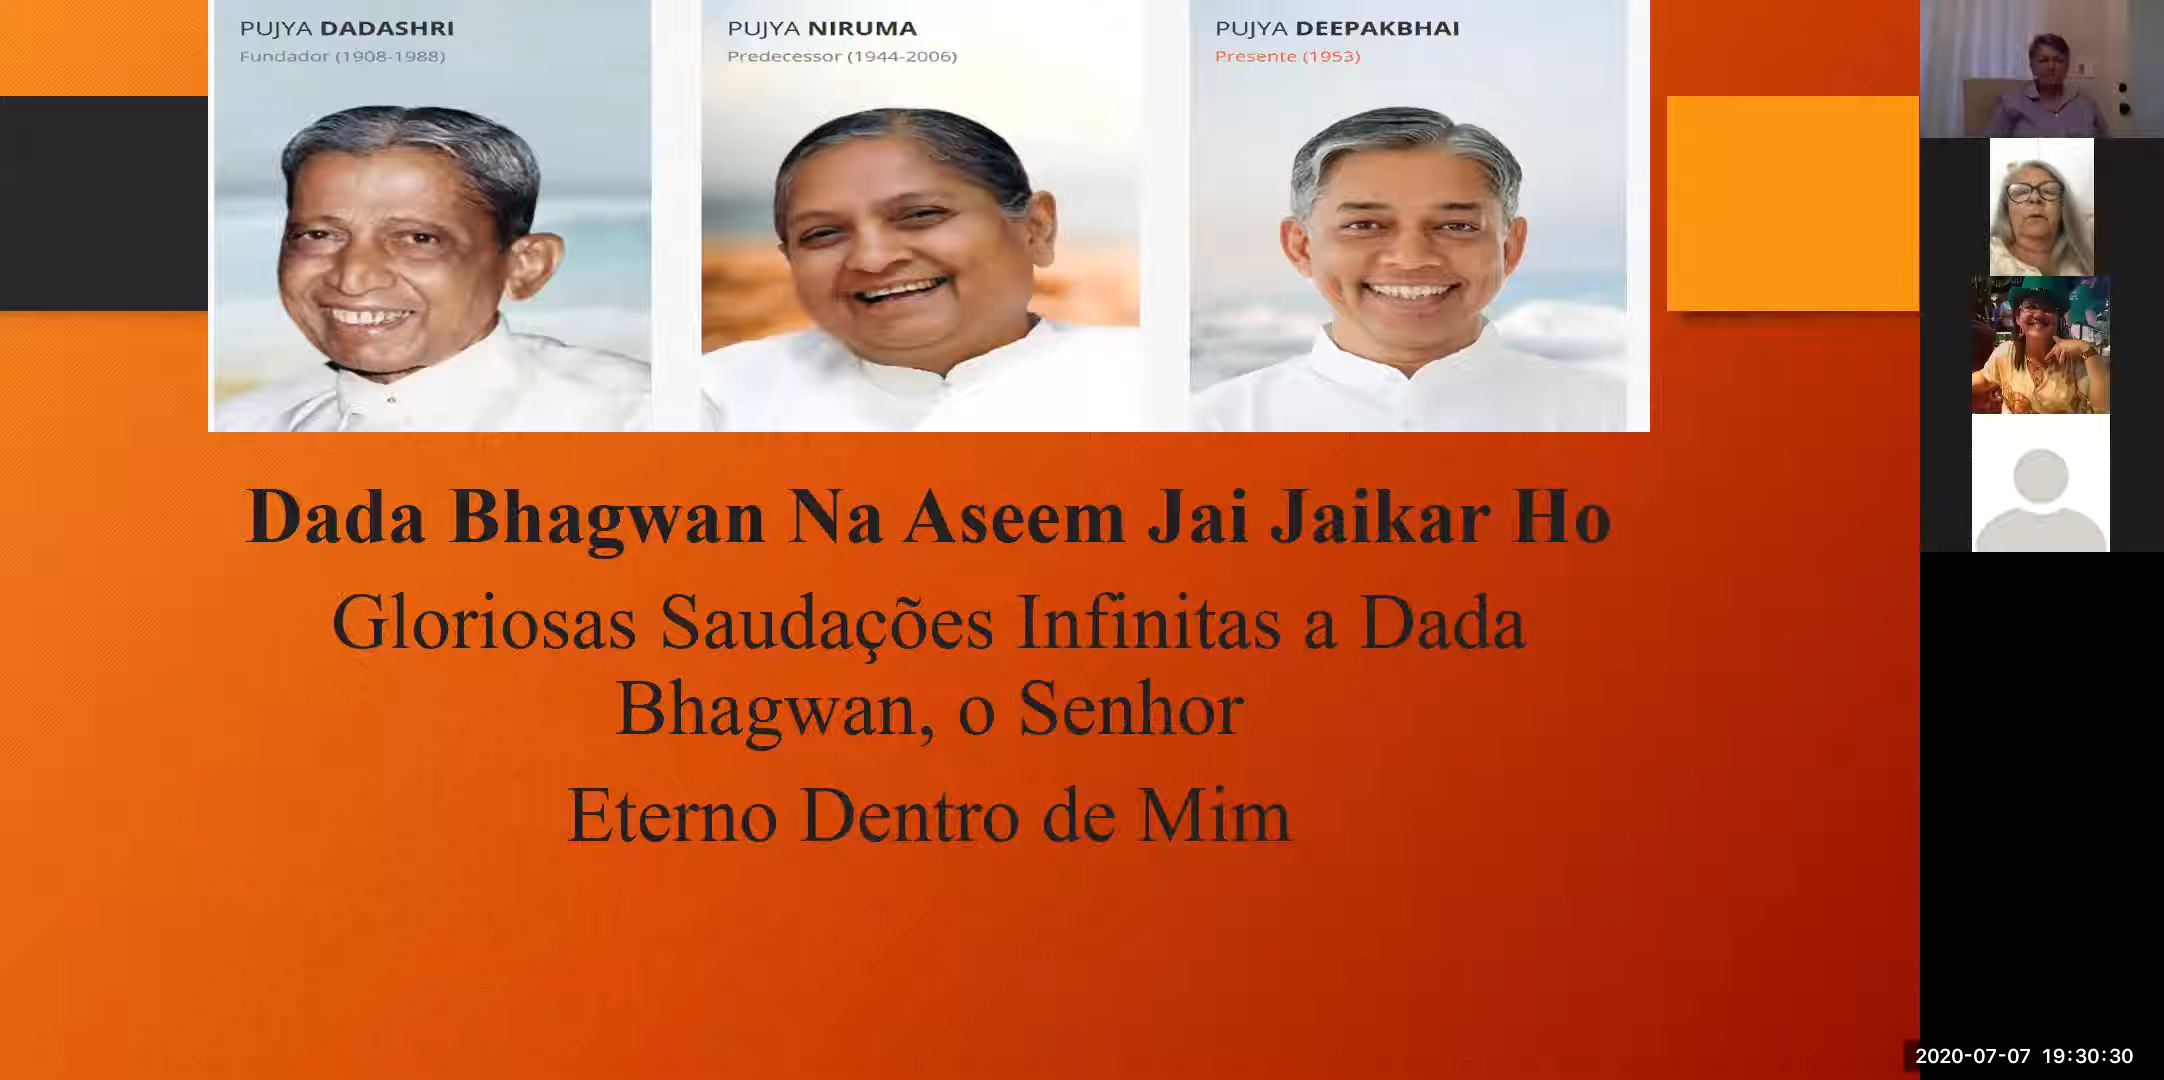 PUJYA DADASHRI
Fundador (1908-1988)
PUJYA NIRUMA
Predecessor (1944-2006)
PUJYA DEEPAKBHAI
Presente (1953)
Dada Bhagwan Na Aseem Jai Jaikar Ho
Gloriosas Saudações Infinitas a Dada
Bhagwan, o Senhor
Eterno Dentro de Mim
2020-07-07 19:30:30